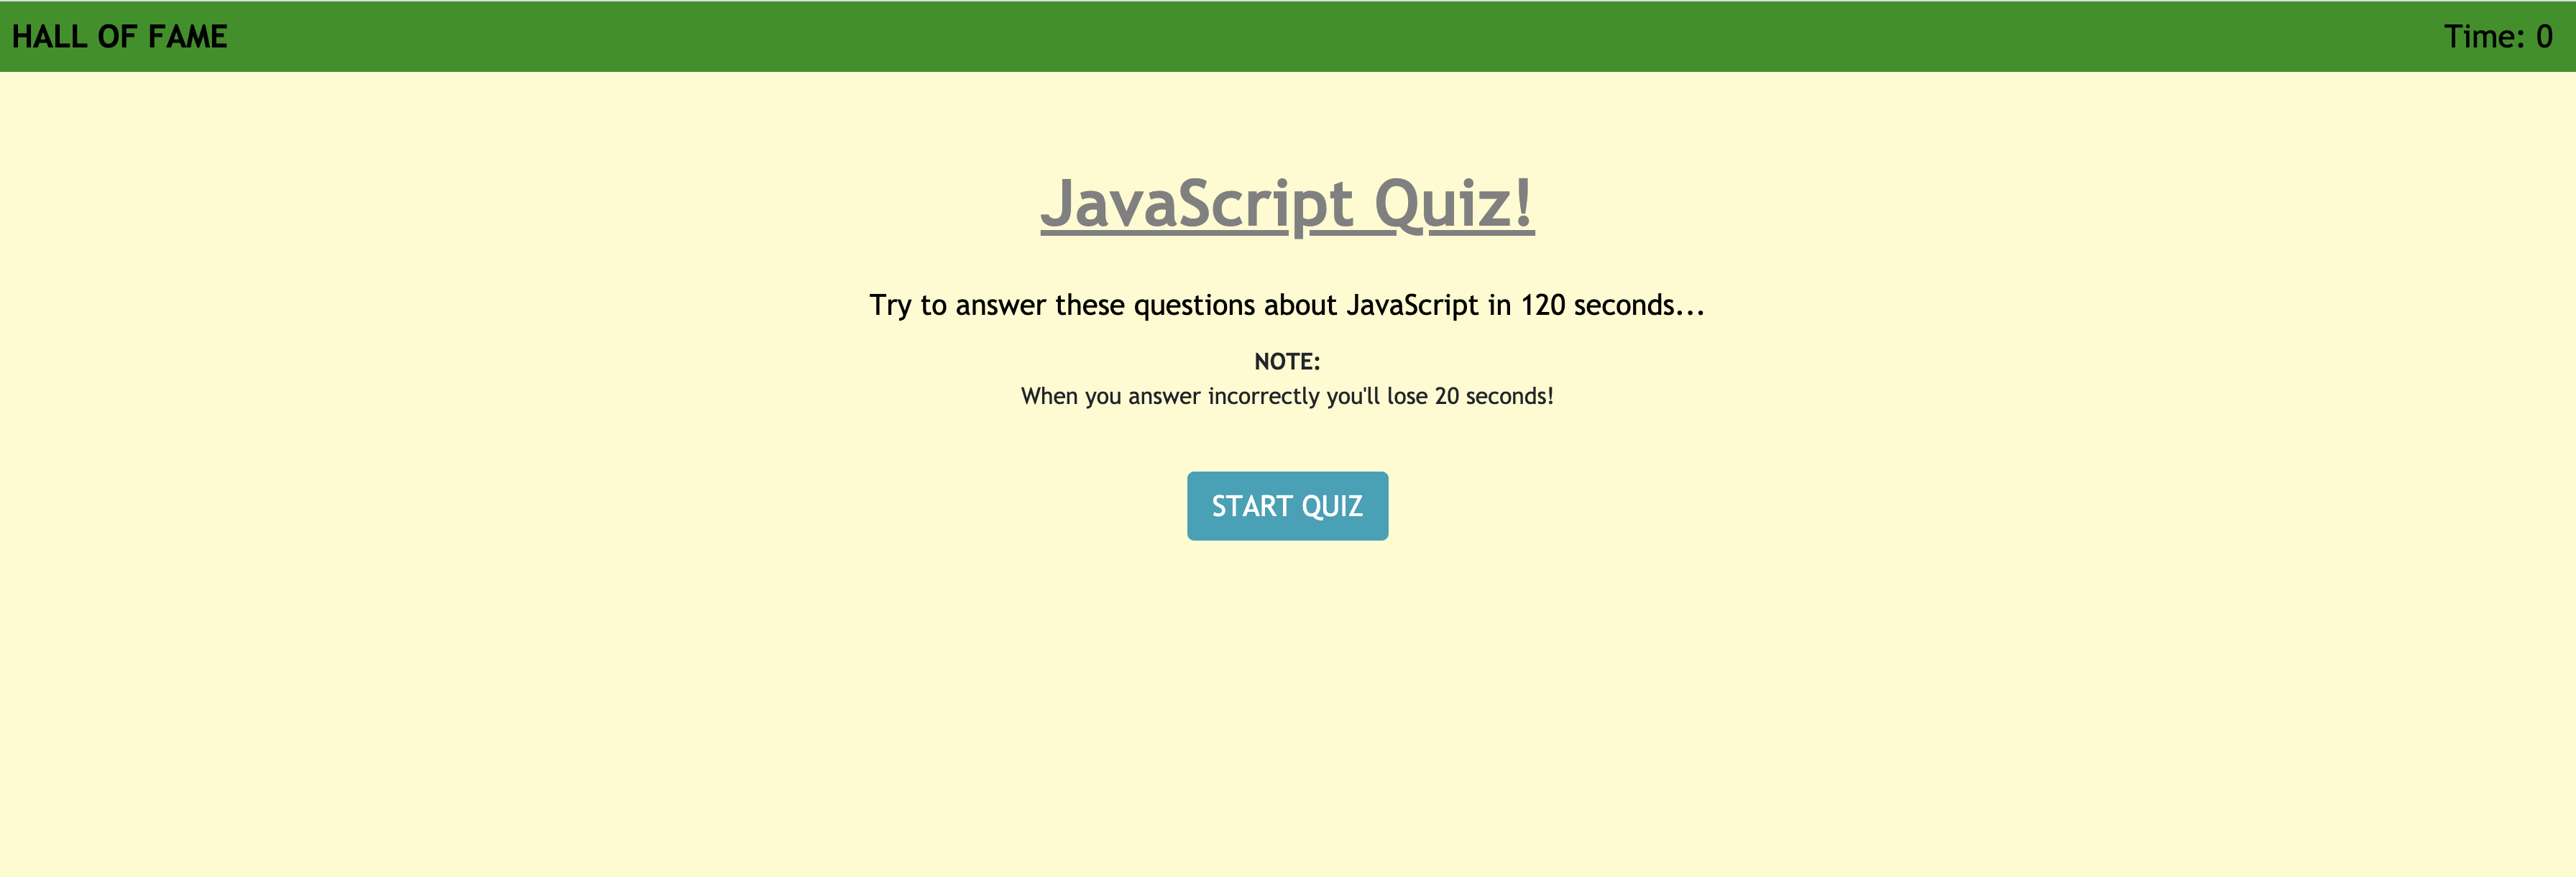 HALL OF FAME
Time: 0
JavaScript Quiz!
Try to answer these questions about JavaScript in 120 seconds...
NOTE:
When you answer incorrectly you'll lose 20 seconds!
START QUIZ